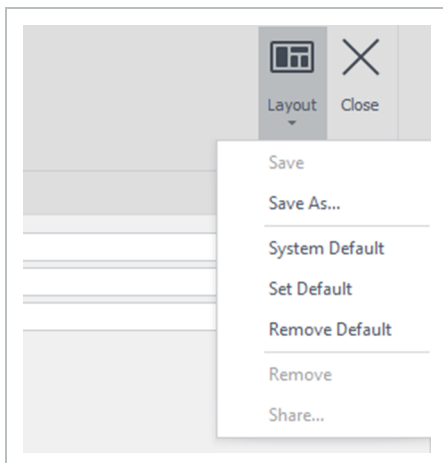 Layout Close
Save
Save As...
System Default
Set Default
Remove Default
Remove
Share...